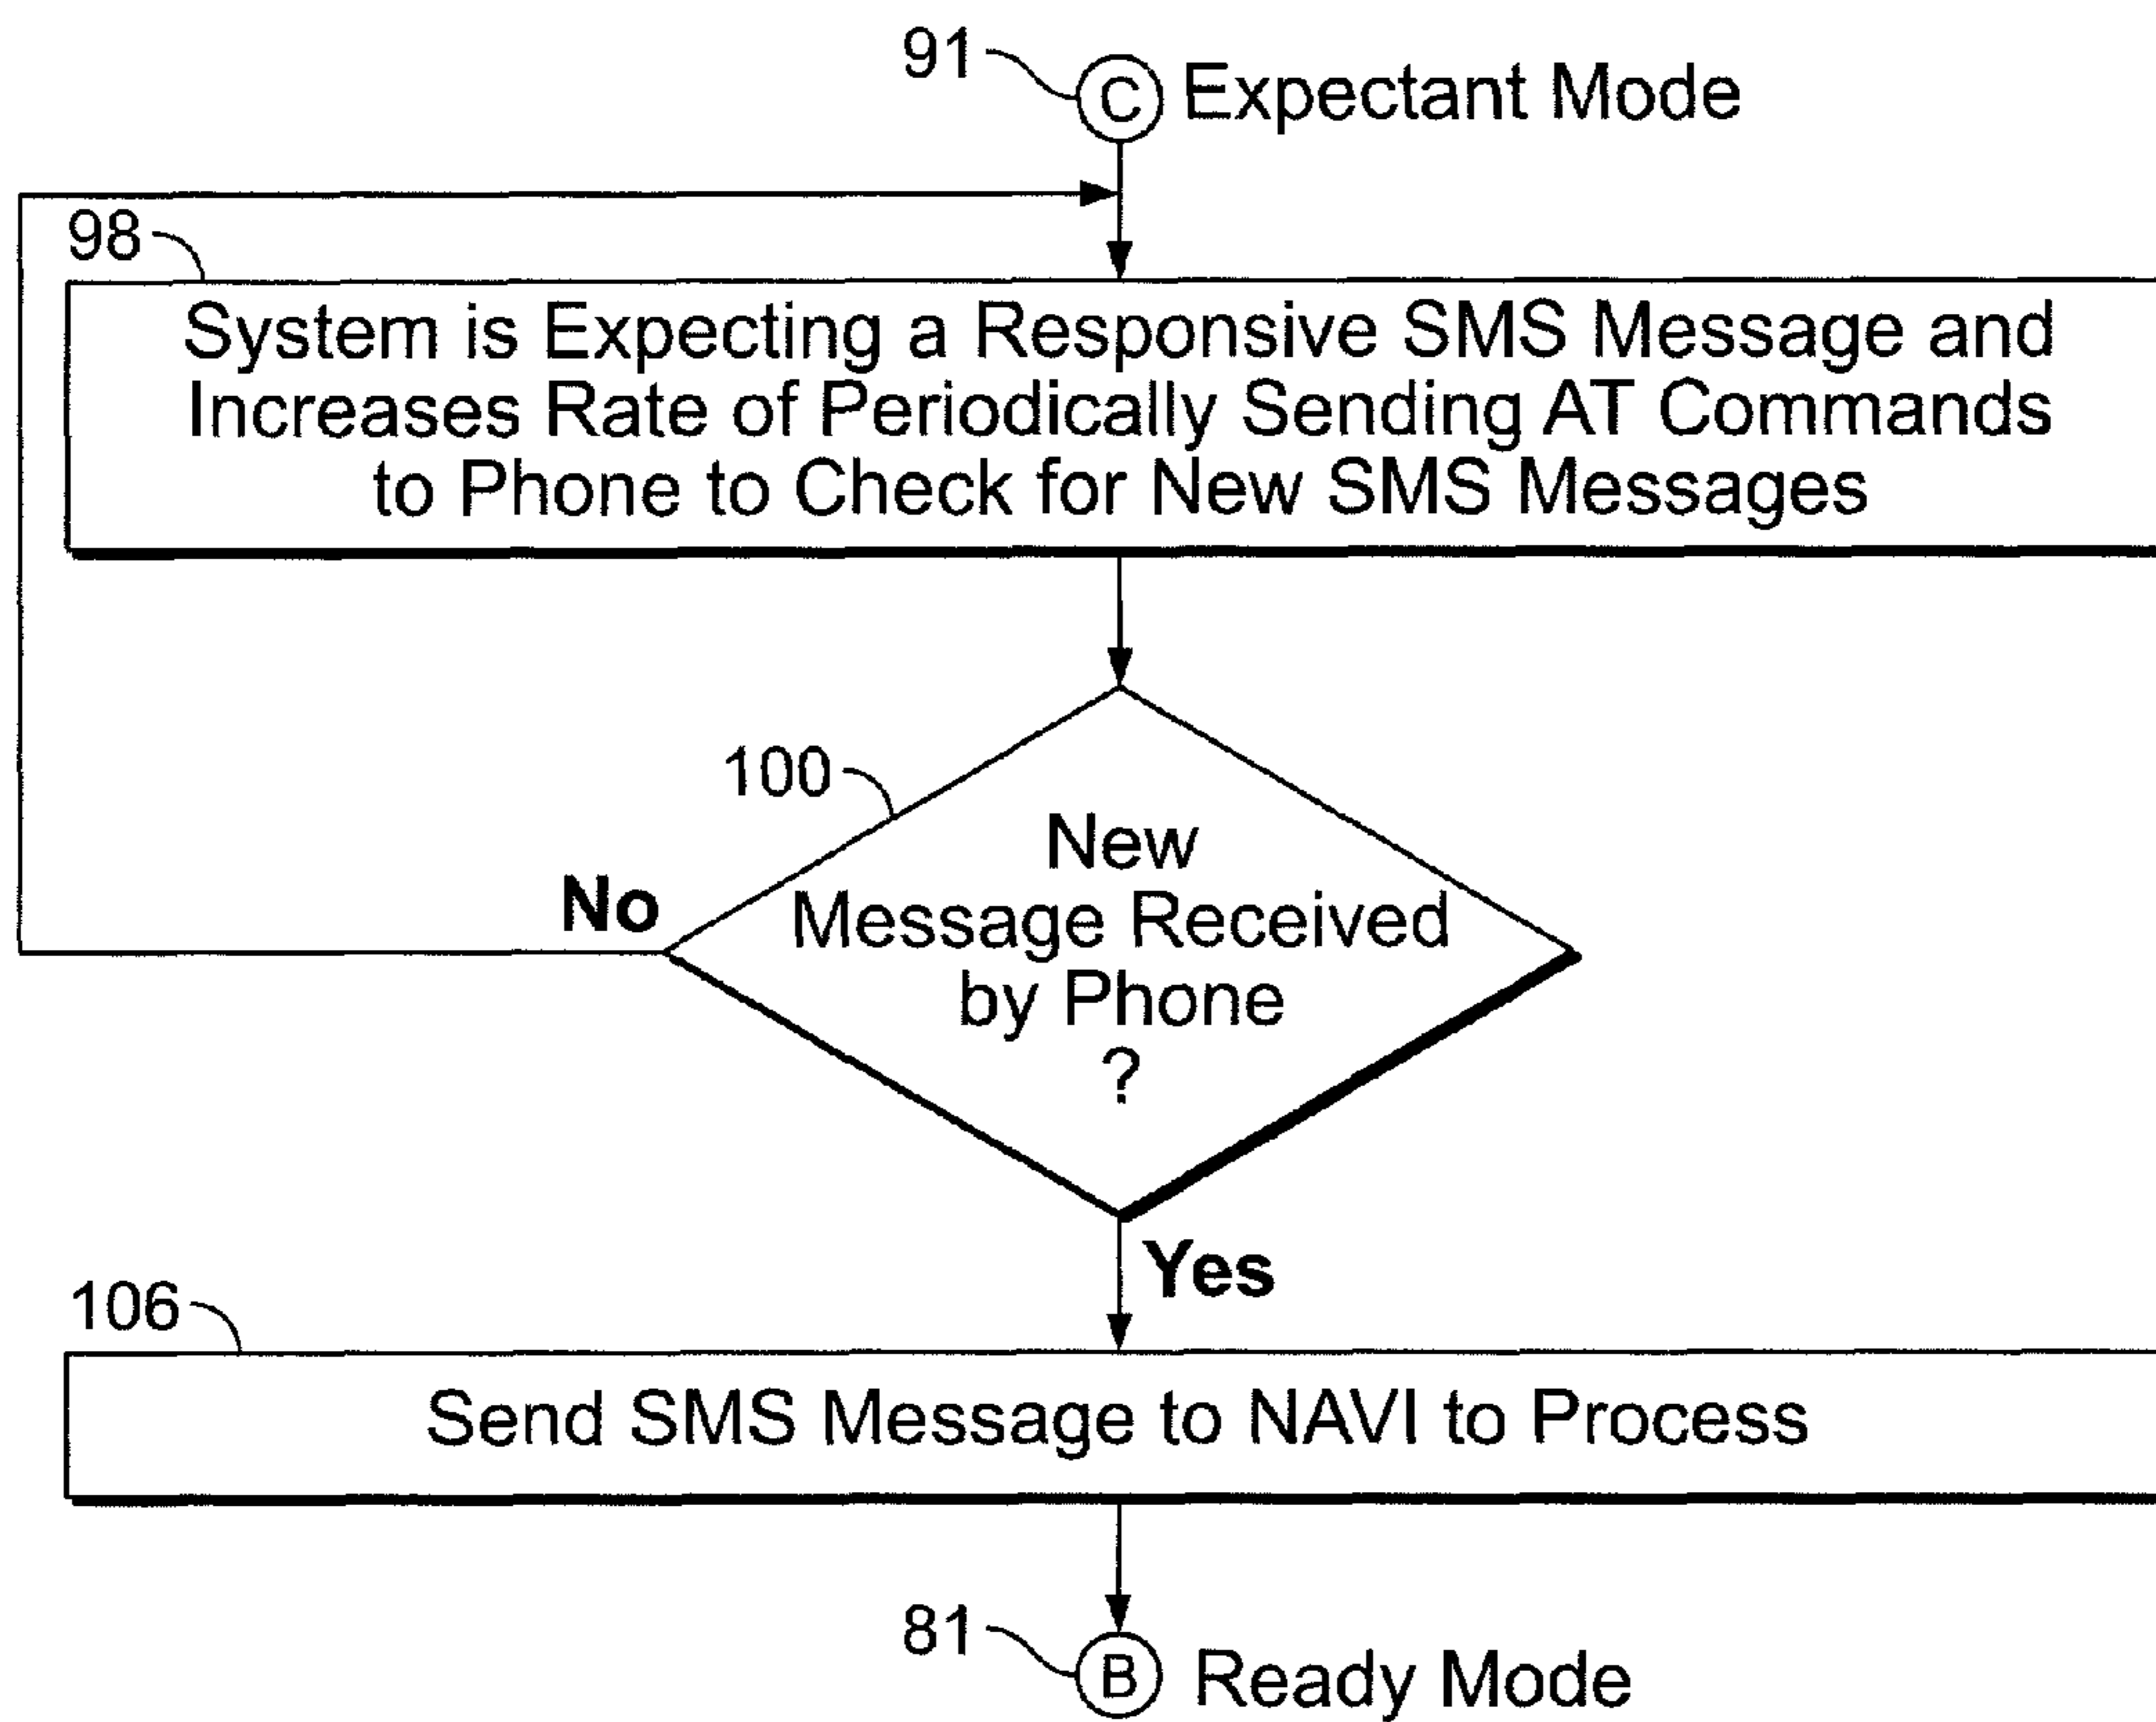 91 C Expectant Mode
98
System is Expecting a Responsive SMS Message and
Increases Rate of Periodically Sending AT Commands
to Phone to Check for New SMS Messages
100
New
Message Received
by Phone
?
No
Yes
106
Send SMS Message to NAVI to Process
81 B Ready Mode